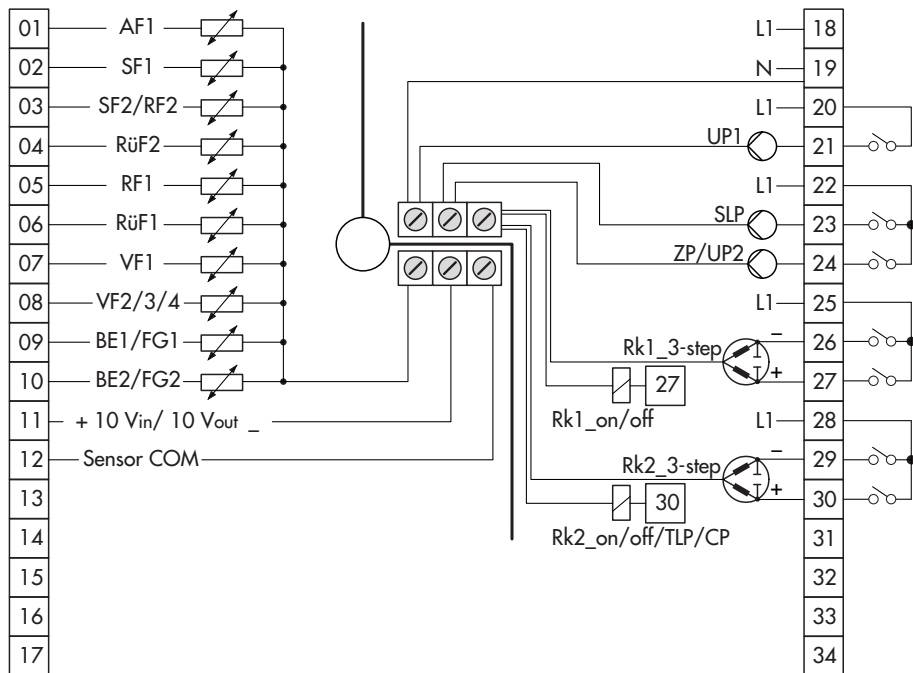 01 AF1 L1 18
02 SF1 N 19
03 SF2/RF2 L1 20
04 RüF2 UP1 21
05 RF1 L1 22
06 RüF1 SLP 23
07 VF1 ZP/UP2 24
08 VF2/3/4 L1 25
09 BE1/FG1 Rk1_3-step − 26
10 BE2/FG2 27 + 27
Rk1_on/off
11 + 10 Vin/ 10 Vout _ L1 28
12 Sensor COM Rk2_3-step − 29
13 30 + 30
Rk2_on/off/TLP/CP
14 31
15 32
16 33
17 34